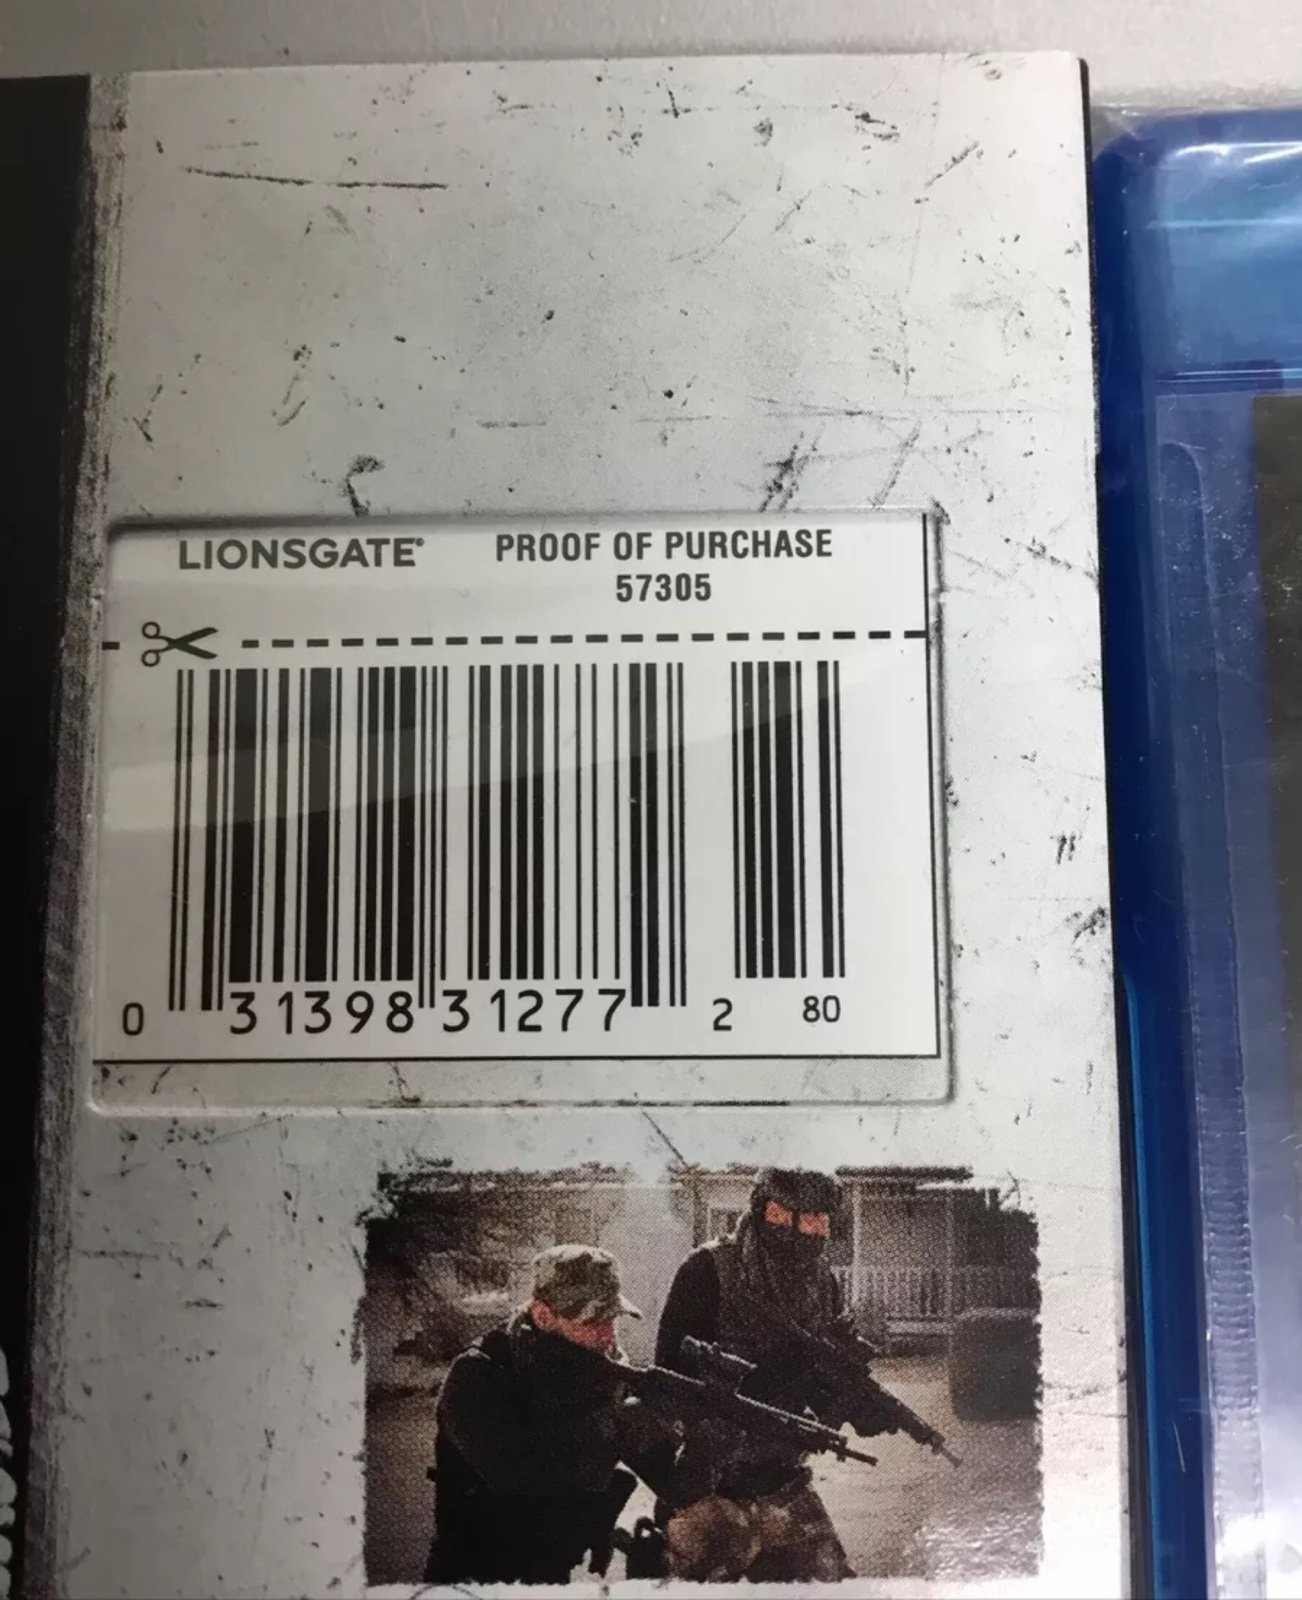 LIONSGATE® PROOF OF PURCHASE
57305
0 31398 31277 2 80